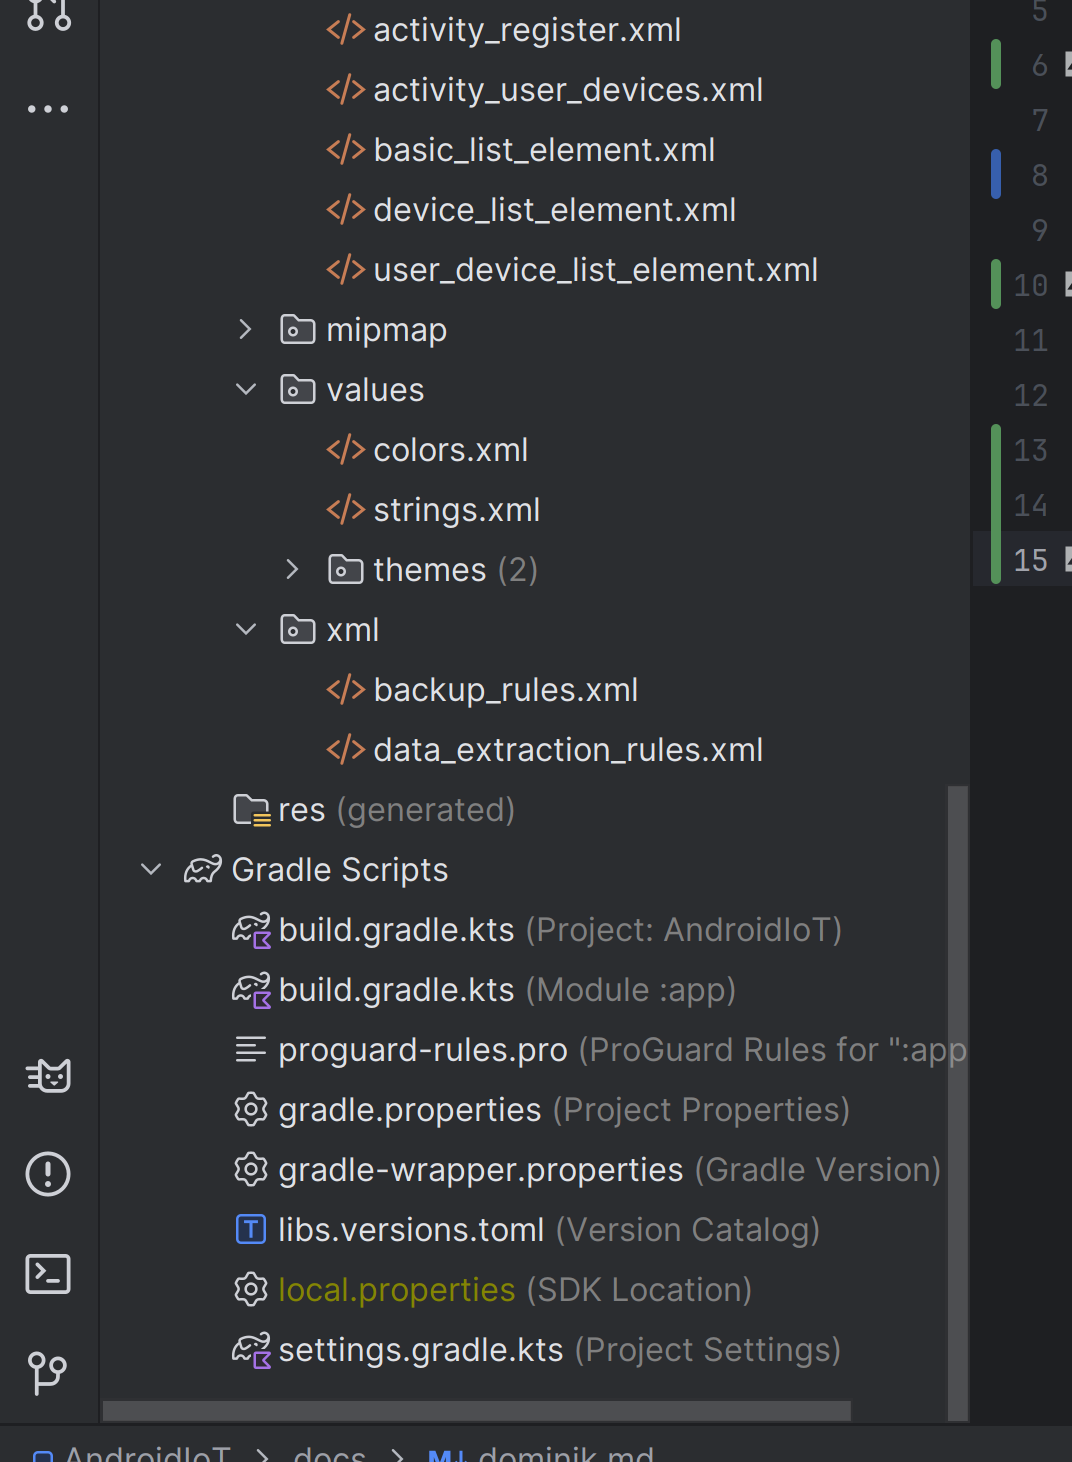 activity_register.xml
activity_user_devices.xml
basic_list_element.xml
device_list_element.xml
user_device_list_element.xml
mipmap
values
colors.xml
strings.xml
themes (2)
xml
backup_rules.xml
data_extraction_rules.xml
res (generated)
Gradle Scripts
build.gradle.kts (Project: AndroidIoT)
build.gradle.kts (Module :app)
proguard-rules.pro (ProGuard Rules for ":app
gradle.properties (Project Properties)
gradle-wrapper.properties (Gradle Version)
libs.versions.toml (Version Catalog)
local.properties (SDK Location)
settings.gradle.kts (Project Settings)
AndroidIoT > docs > M↓ dominik.md
5
6
7
8
9
10
11
12
13
14
15